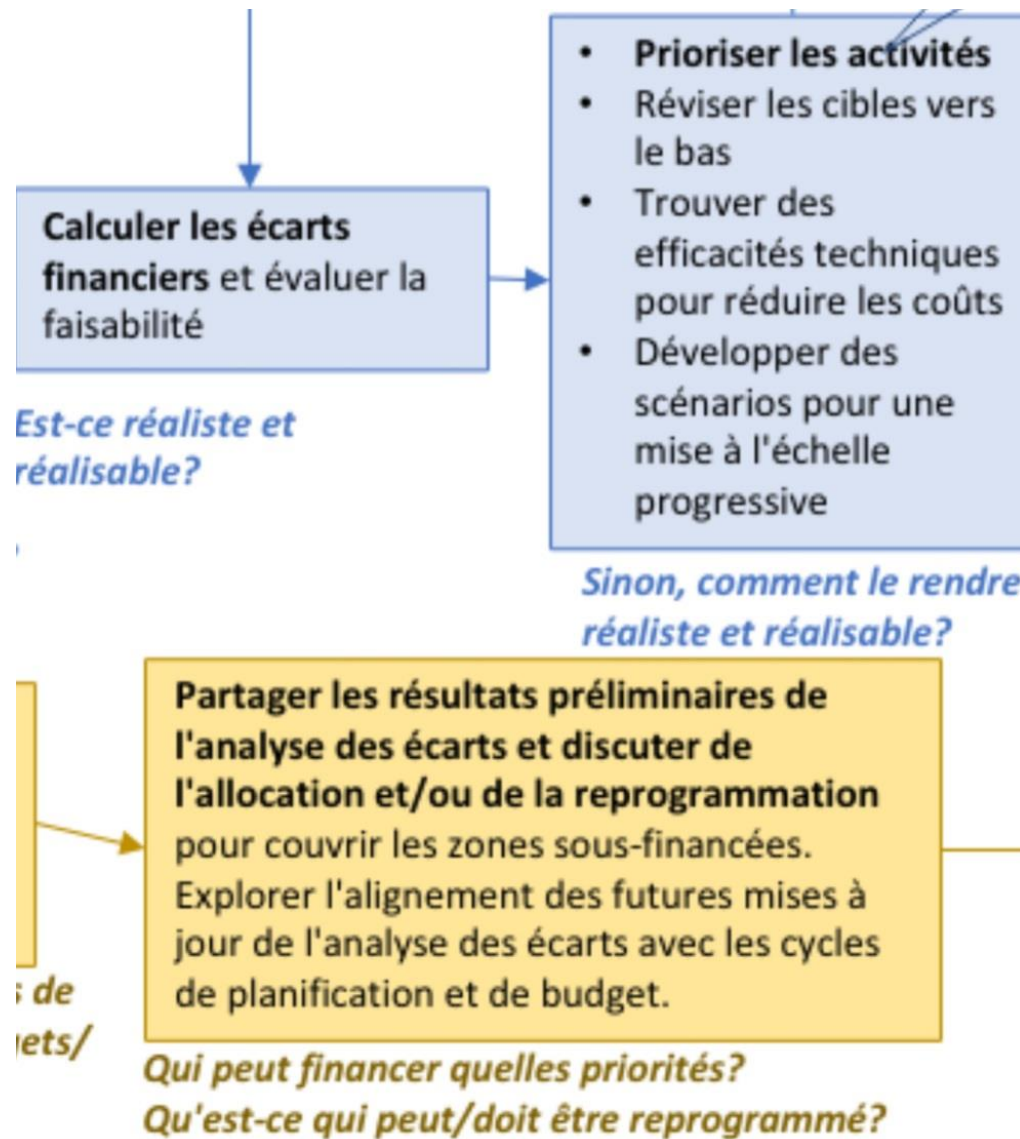 Calculer les écarts
financiers et évaluer la
faisabilité
Est-ce réaliste et
réalisable?
• Prioriser les activités
• Réviser les cibles vers
le bas
• Trouver des
efficacités techniques
pour réduire les coûts
• Développer des
scénarios pour une
mise à l'échelle
progressive
Sinon, comment le rendre
réaliste et réalisable?
Partager les résultats préliminaires de
l'analyse des écarts et discuter de
l'allocation et/ou de la reprogrammation
pour couvrir les zones sous-financées.
Explorer l'alignement des futures mises à
jour de l'analyse des écarts avec les cycles
de planification et de budget.
de
Qui peut financer quelles priorités?
Qu'est-ce qui peut/doit être reprogrammé?